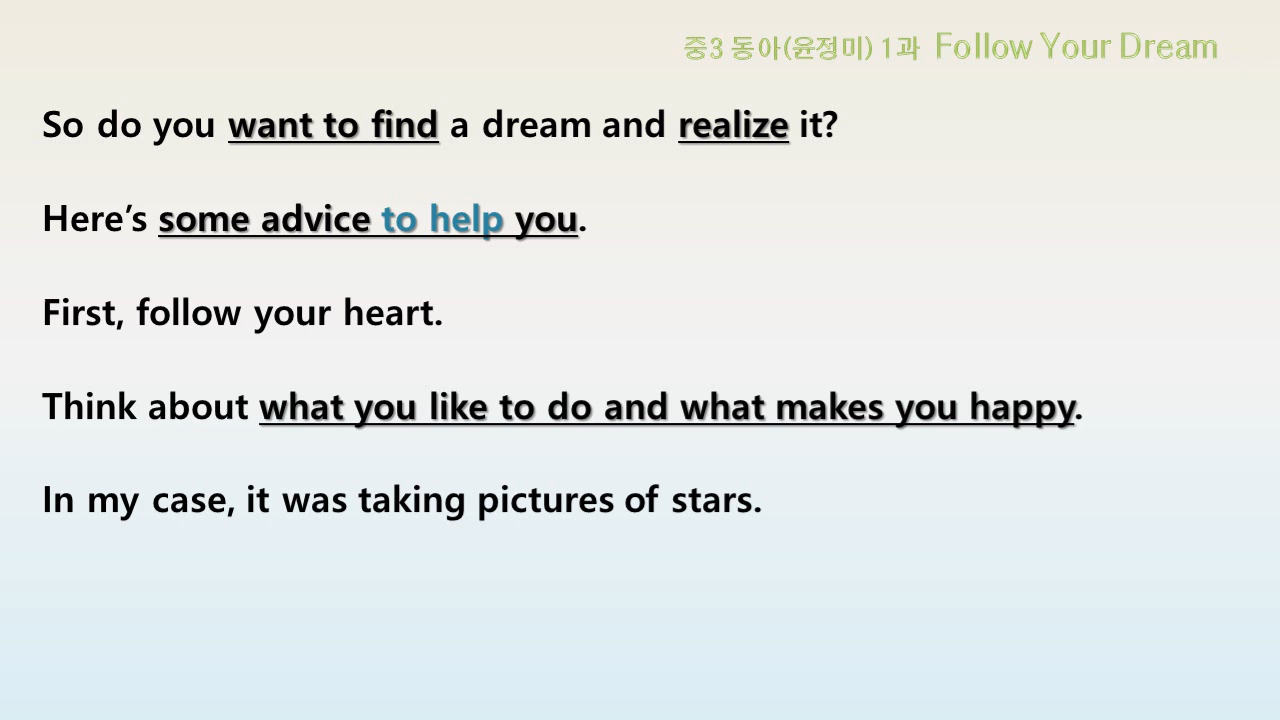 중3 동아(윤정미) 1과 Follow Your Dream
So do you want to find a dream and realize it?
Here’s some advice to help you.
First, follow your heart.
Think about what you like to do and what makes you happy.
In my case, it was taking pictures of stars.